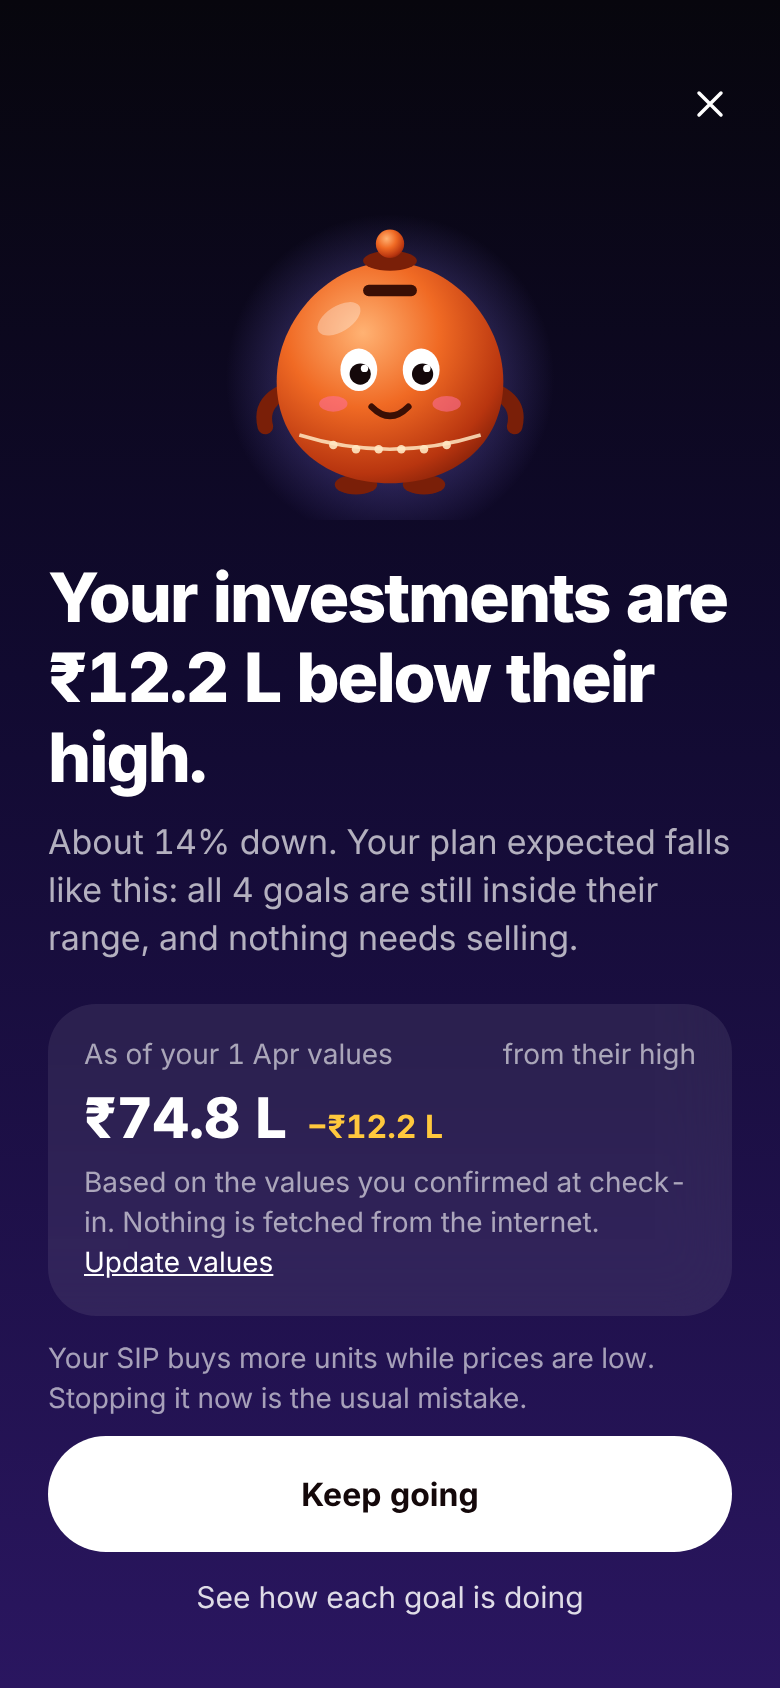 Your investments are
₹12.2 L below their
high.
About 14% down. Your plan expected falls
like this: all 4 goals are still inside their
range, and nothing needs selling.
As of your 1 Apr values from their high
₹74.8 L −₹12.2 L
Based on the values you confirmed at check-
in. Nothing is fetched from the internet.
Update values
Your SIP buys more units while prices are low.
Stopping it now is the usual mistake.
Keep going
See how each goal is doing